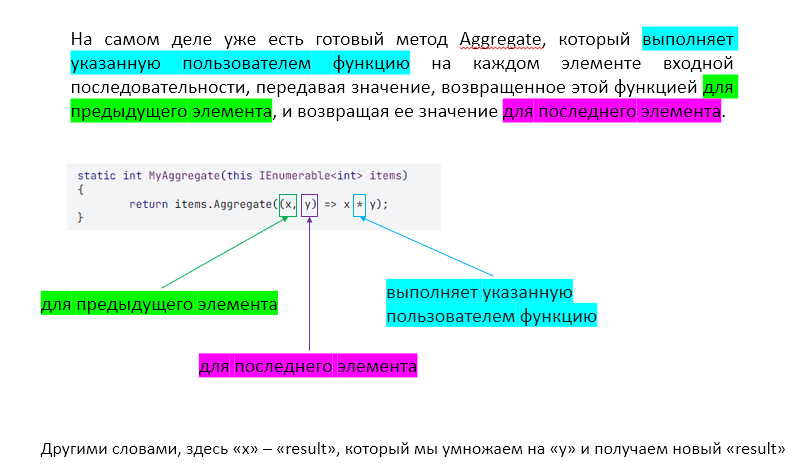 На самом деле уже есть готовый метод Aggregate, который выполняет
указанную пользователем функцию на каждом элементе входной
последовательности, передавая значение, возвращенное этой функцией для
предыдущего элемента, и возвращая ее значение для последнего элемента.
static int MyAggregate(this IEnumerable<int> items)
{
return items.Aggregate((x, y) => x * y);
}
для предыдущего элемента
выполняет указанную
пользователем функцию
для последнего элемента
Другими словами, здесь «x» – «result», который мы умножаем на «y» и получаем новый «result»